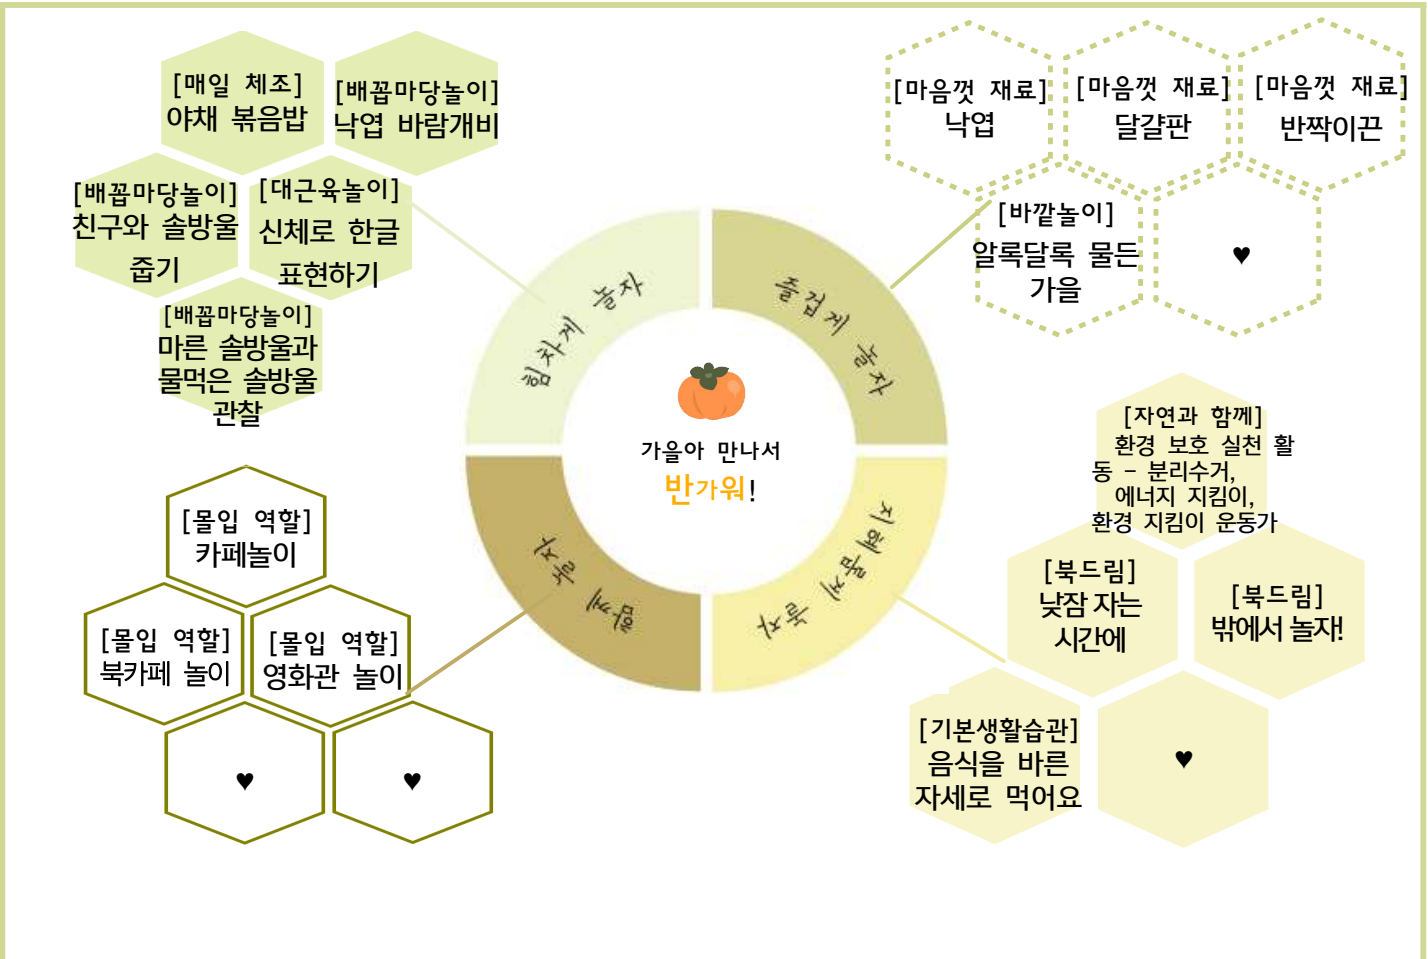 [매일 체조]
야채 볶음밥
[배꼽마당놀이]
낙엽 바람개비
[배꼽마당놀이]
친구와 솔방울
줍기
[대근육놀이]
신체로 한글
표현하기
[배꼽마당놀이]
마른 솔방울과
물먹은 솔방울
관찰
[마음껏 재료]
낙엽
[마음껏 재료]
달걀판
[마음껏 재료]
반짝이끈
[바깥놀이]
알록달록 물든
가을
♥
힘차게 놀자
즐겁게 놀자
가을아 만나서
반가워!
함께 놀자
지혜롭게 놀자
[몰입 역할]
카페놀이
[몰입 역할]
북카페 놀이
[몰입 역할]
영화관 놀이
♥
♥
[자연과 함께]
환경 보호 실천 활
동 - 분리수거,
에너지 지킴이,
환경 지킴이 운동가
[북드림]
낮잠 자는
시간에
[북드림]
밖에서 놀자!
[기본생활습관]
음식을 바른
자세로 먹어요
♥